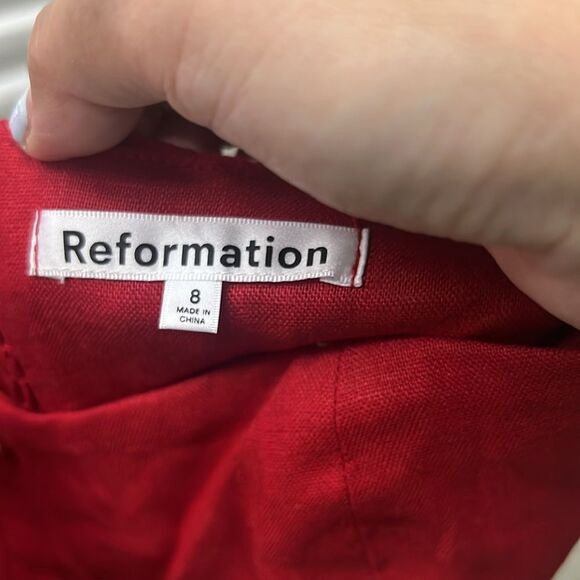 Reformation
8
MADE IN
CHINA